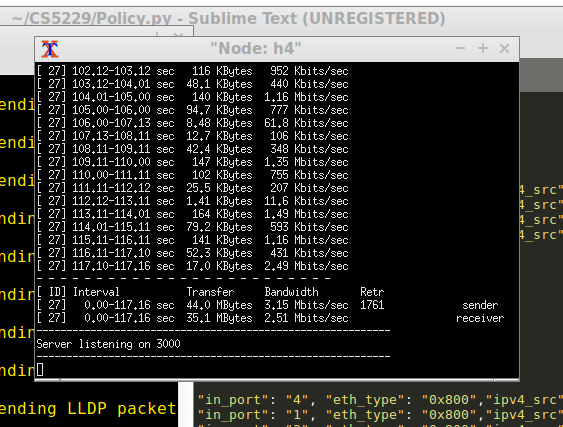 ~/CS5229/Policy.py - Sublime Text (UNREGISTERED)
"Node: h4"
[ 27] 102.12-103.12 sec 116 KBytes 952 Kbits/sec
[ 27] 103.12-104.01 sec 48.1 KBytes 440 Kbits/sec
[ 27] 104.01-105.00 sec 140 KBytes 1.16 Mbits/sec
[ 27] 105.00-106.00 sec 94.7 KBytes 777 Kbits/sec
[ 27] 106.00-107.13 sec 8.48 KBytes 61.8 Kbits/sec
[ 27] 107.13-108.11 sec 12.7 KBytes 106 Kbits/sec
[ 27] 108.11-109.11 sec 42.4 KBytes 348 Kbits/sec
[ 27] 109.11-110.00 sec 147 KBytes 1.35 Mbits/sec
[ 27] 110.00-111.11 sec 102 KBytes 755 Kbits/sec
[ 27] 111.11-112.12 sec 25.5 KBytes 207 Kbits/sec
[ 27] 112.12-113.11 sec 1.41 KBytes 11.6 Kbits/sec
[ 27] 113.11-114.01 sec 164 KBytes 1.49 Mbits/sec
[ 27] 114.01-115.11 sec 79.2 KBytes 593 Kbits/sec
[ 27] 115.11-116.11 sec 141 KBytes 1.16 Mbits/sec
[ 27] 116.11-117.10 sec 52.3 KBytes 431 Kbits/sec
[ 27] 117.10-117.16 sec 17.0 KBytes 2.49 Mbits/sec
- - - - - - - - - - - - - - - - - - - - - - - - -
[ ID] Interval Transfer Bandwidth Retr
[ 27] 0.00-117.16 sec 44.0 MBytes 3.15 Mbits/sec 1761 sender
[ 27] 0.00-117.16 sec 35.1 MBytes 2.51 Mbits/sec receiver
-----------------------------------------------------------
Server listening on 3000
-----------------------------------------------------------
endi
endi
endi
ndin
ndin
ndin
ndin
ndin
ending LLDP packet
4_src"
4_src"
4_src"
v4_src"
"in_port": "4", "eth_type": "0x800","ipv4_src"
"in_port": "1", "eth_type": "0x800","ipv4_src"